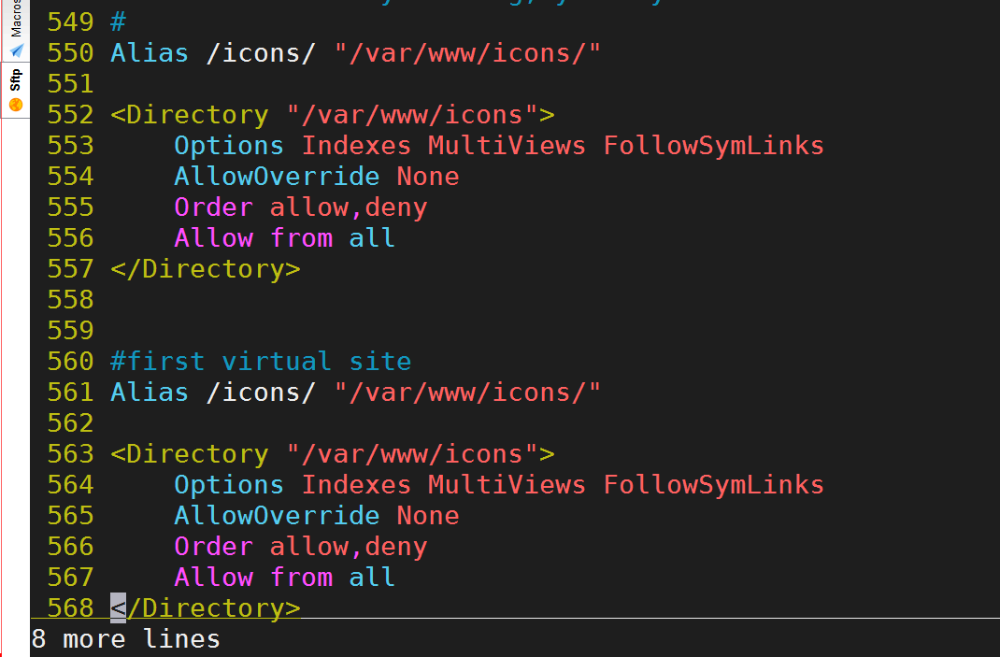 Macros
Sftp
549 #
550 Alias /icons/ "/var/www/icons/"
551
552 <Directory "/var/www/icons">
553     Options Indexes MultiViews FollowSymLinks
554     AllowOverride None
555     Order allow,deny
556     Allow from all
557 </Directory>
558
559
560 #first virtual site
561 Alias /icons/ "/var/www/icons/"
562
563 <Directory "/var/www/icons">
564     Options Indexes MultiViews FollowSymLinks
565     AllowOverride None
566     Order allow,deny
567     Allow from all
568 </Directory>
8 more lines